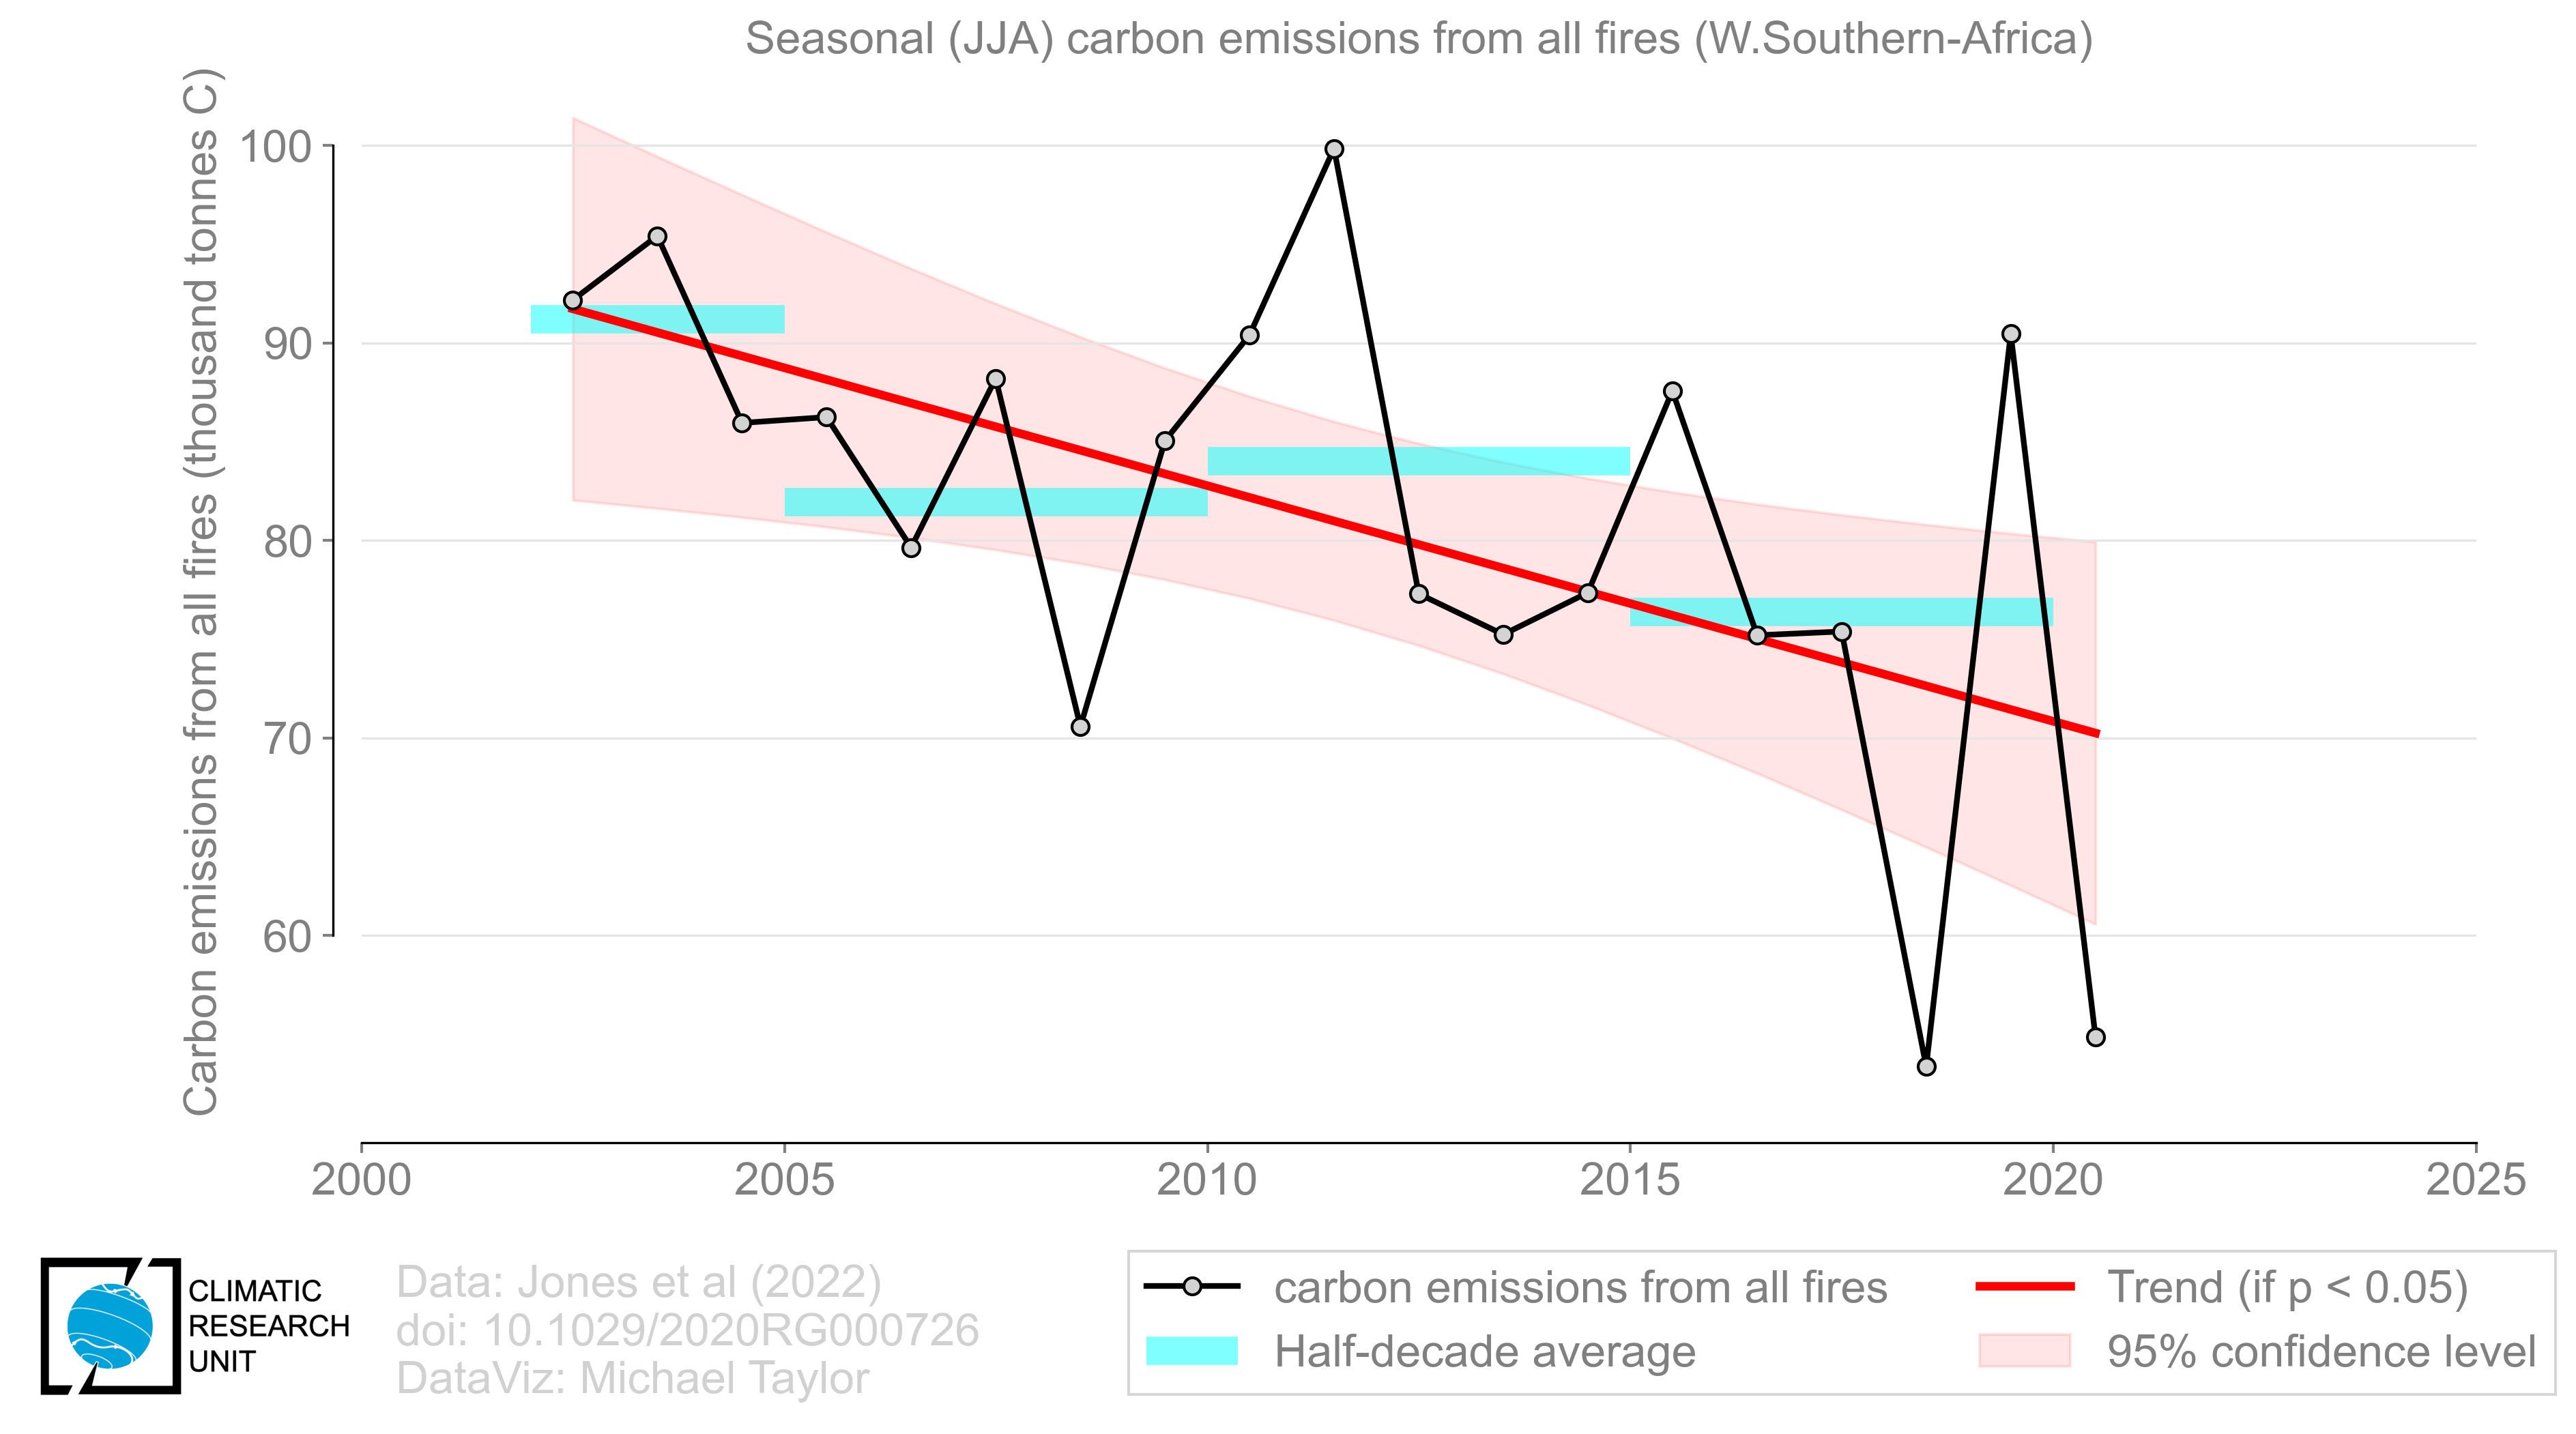 Seasonal (JJA) carbon emissions from all fires (W.Southern-Africa)
Carbon emissions from all fires (thousand tonnes C)
100
90
80
70
60
2000
2005
2010
2015
2020
2025
CLIMATIC
RESEARCH
UNIT
Data: Jones et al (2022)
doi: 10.1029/2020RG000726
DataViz: Michael Taylor
carbon emissions from all fires
Half-decade average
Trend (if p < 0.05)
95% confidence level